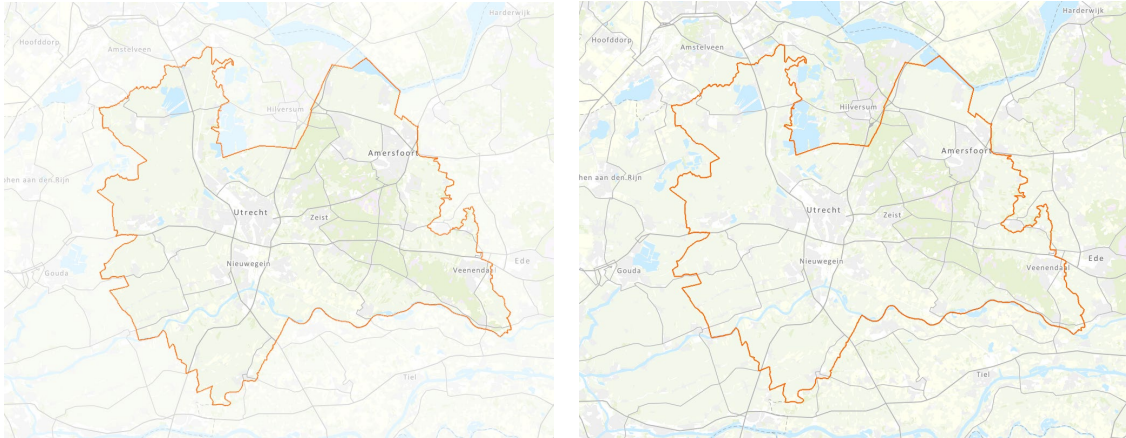 Harderwijk
Hoofddorp
Amstelveen
Hilversum
Amersfoort
hen aan den Rijn
Utrecht
Zeist
Nieuwegein
Gouda
Veenendaal
Ede
Tiel
Harderwijk
Hoofddorp
Amstelveen
Hilversum
Amersfoort
hen aan den Rijn
Utrecht
Zeist
Nieuwegein
Gouda
Veenendaal
Ede
Tiel